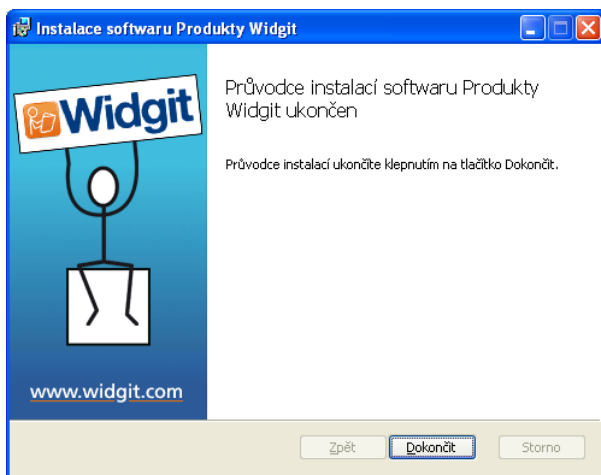 Instalace softwaru Produkty Widgit
Widgit
Průvodce instalací softwaru Produkty
Widgit ukončen
Průvodce instalací ukončíte klepnutím na tlačítko Dokončit.
www.widgit.com
Zpět
Dokončit
Storno